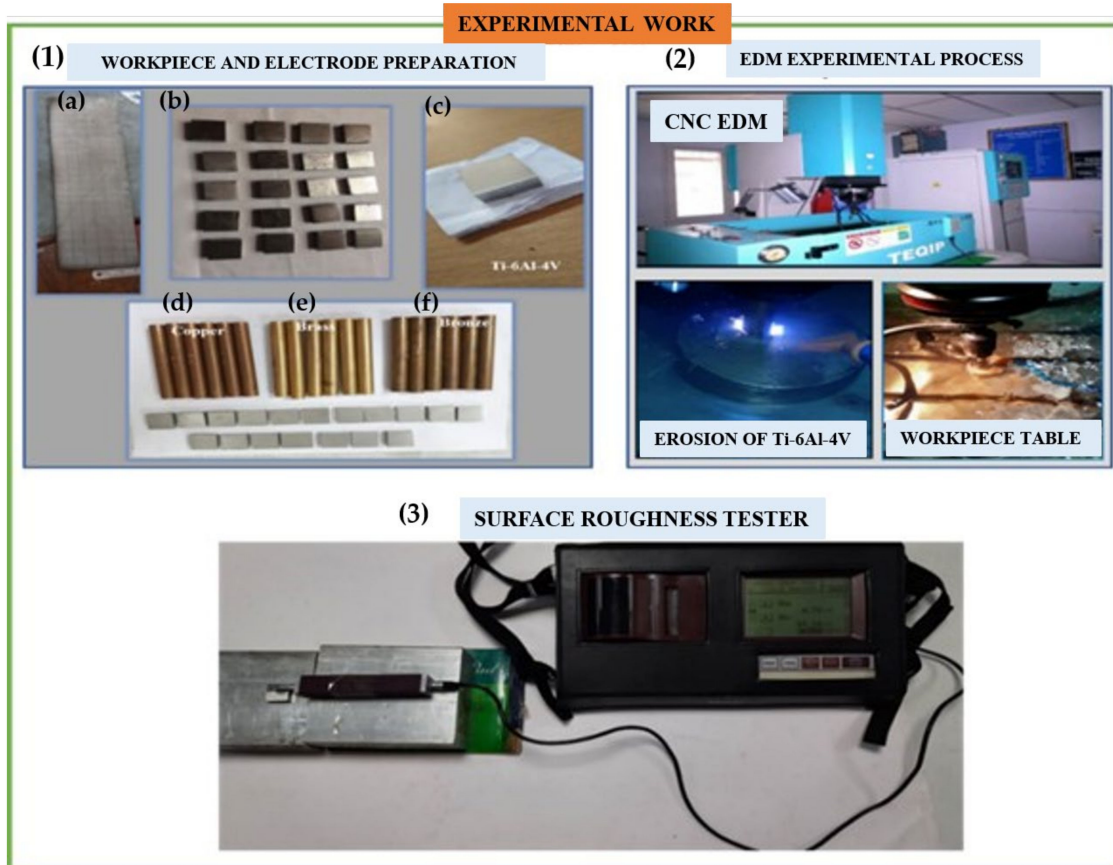 EXPERIMENTAL WORK
(1)
WORKPIECE AND ELECTRODE PREPARATION
(a)
(b)
(c)
Ti-6Al-4V
(d)
(e)
(f)
Copper
Brass
Bronze
(2)
EDM EXPERIMENTAL PROCESS
CNC EDM
TEQIP
EROSION OF Ti-6Al-4V
WORKPIECE TABLE
(3)
SURFACE ROUGHNESS TESTER